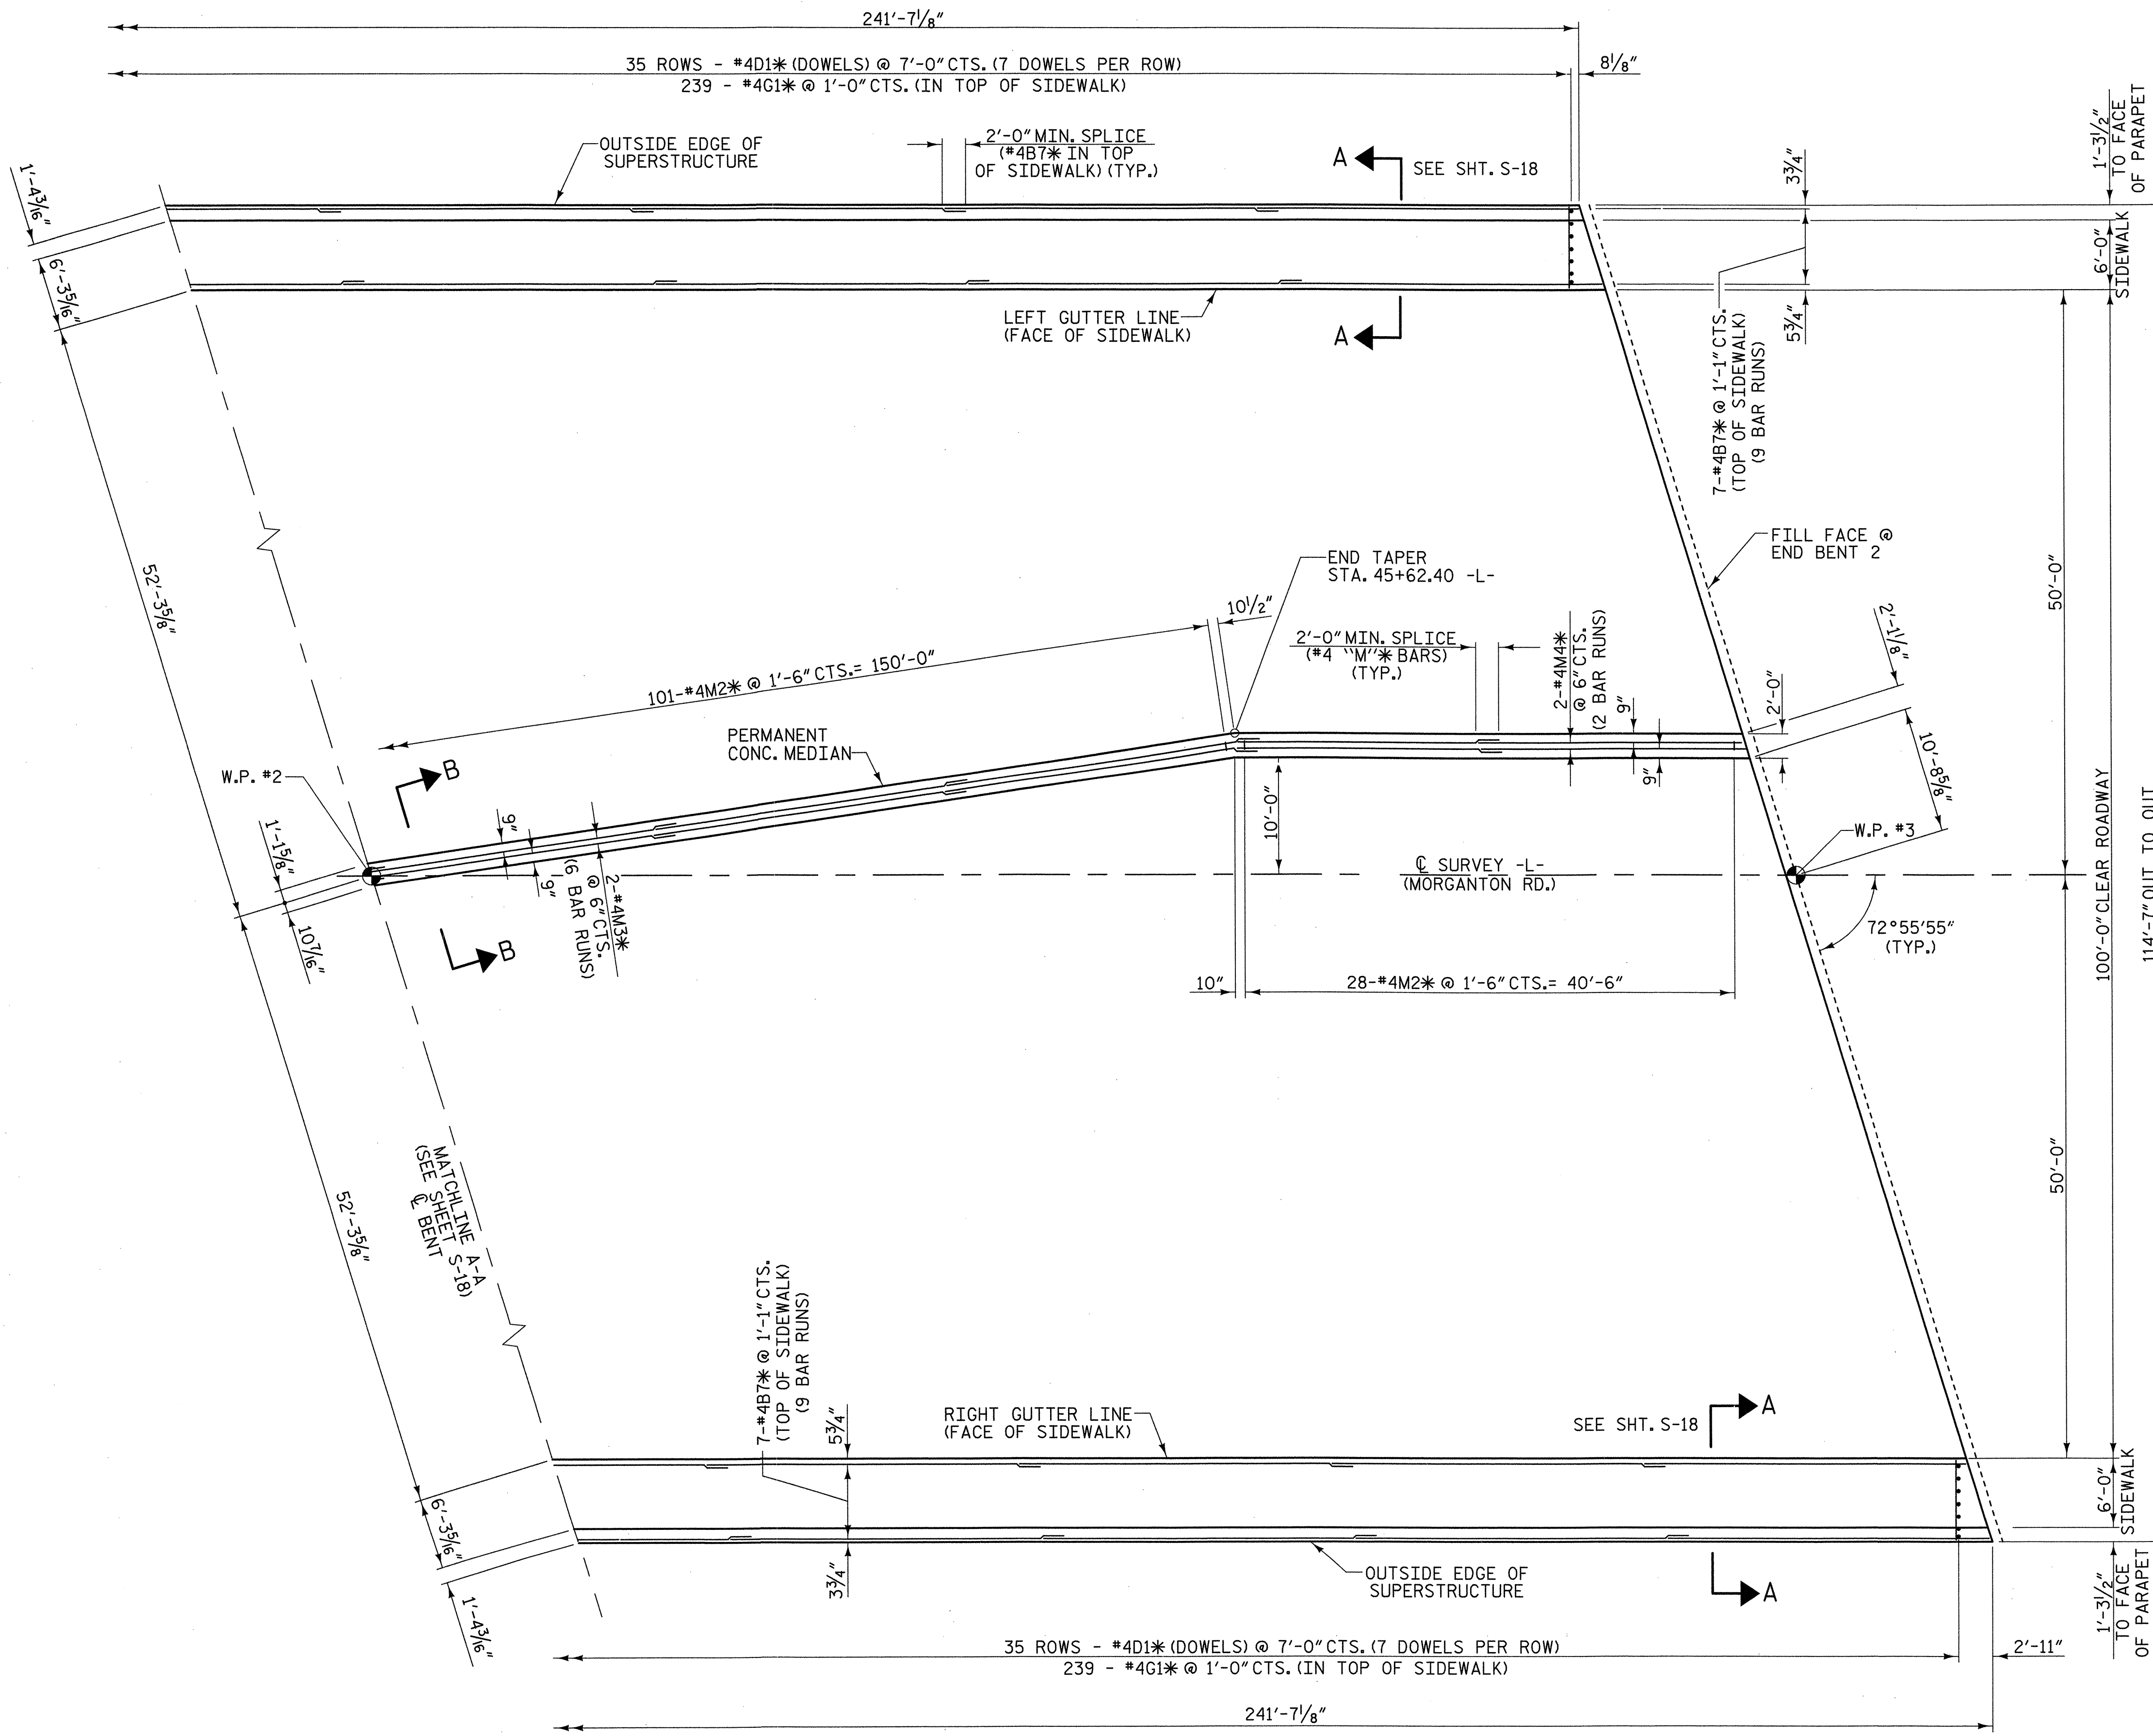 241'-7 1/8"
35 ROWS - #4D1* (DOWELS) @ 7'-0" CTS. (7 DOWELS PER ROW)
239 - #4G1* @ 1'-0" CTS. (IN TOP OF SIDEWALK)
8 1/8"
OUTSIDE EDGE OF
SUPERSTRUCTURE
2'-0" MIN. SPLICE
(#4B7* IN TOP
OF SIDEWALK) (TYP.)
A
SEE SHT. S-18
3 3/4"
1'-3 1/2"
TO FACE
OF PARAPET
1'-4 3/16"
6'-3 5/16"
6'-0"
SIDEWALK
LEFT GUTTER LINE
(FACE OF SIDEWALK)
A
5 3/4"
7-#4B7* @ 1'-1" CTS.
(TOP OF SIDEWALK)
(9 BAR RUNS)
FILL FACE @
END BENT 2
52'-3 5/8"
END TAPER
STA. 45+62.40 -L-
50'-0"
10 1/2"
101-#4M2* @ 1'-6" CTS.= 150'-0"
2'-0" MIN. SPLICE
(#4 "M"* BARS)
(TYP.)
2-#4M4*
@ 6" CTS.
(2 BAR RUNS)
9"
9"
2'-0"
2'-1 1/8"
10'-8 5/8"
PERMANENT
CONC. MEDIAN
W.P. #2
B
9"
9"
2-#4M3*
@ 6" CTS.
(6 BAR RUNS)
1'-1 5/8"
10 7/16"
B
10'-0"
℄ SURVEY -L-
(MORGANTON RD.)
W.P. #3
72°55'55"
(TYP.)
100'-0" CLEAR ROADWAY
114'-7" OUT TO OUT
10"
28-#4M2* @ 1'-6" CTS.= 40'-6"
MATCHLINE A-A
(SEE SHEET S-18)
℄ BENT
52'-3 5/8"
50'-0"
7-#4B7* @ 1'-1" CTS.
(TOP OF SIDEWALK)
(9 BAR RUNS)
5 3/4"
RIGHT GUTTER LINE
(FACE OF SIDEWALK)
SEE SHT. S-18
A
6'-3 5/16"
1'-4 3/16"
6'-0"
SIDEWALK
3 3/4"
OUTSIDE EDGE OF
SUPERSTRUCTURE
A
1'-3 1/2"
TO FACE
OF PARAPET
35 ROWS - #4D1* (DOWELS) @ 7'-0" CTS. (7 DOWELS PER ROW)
239 - #4G1* @ 1'-0" CTS. (IN TOP OF SIDEWALK)
2'-11"
241'-7 1/8"